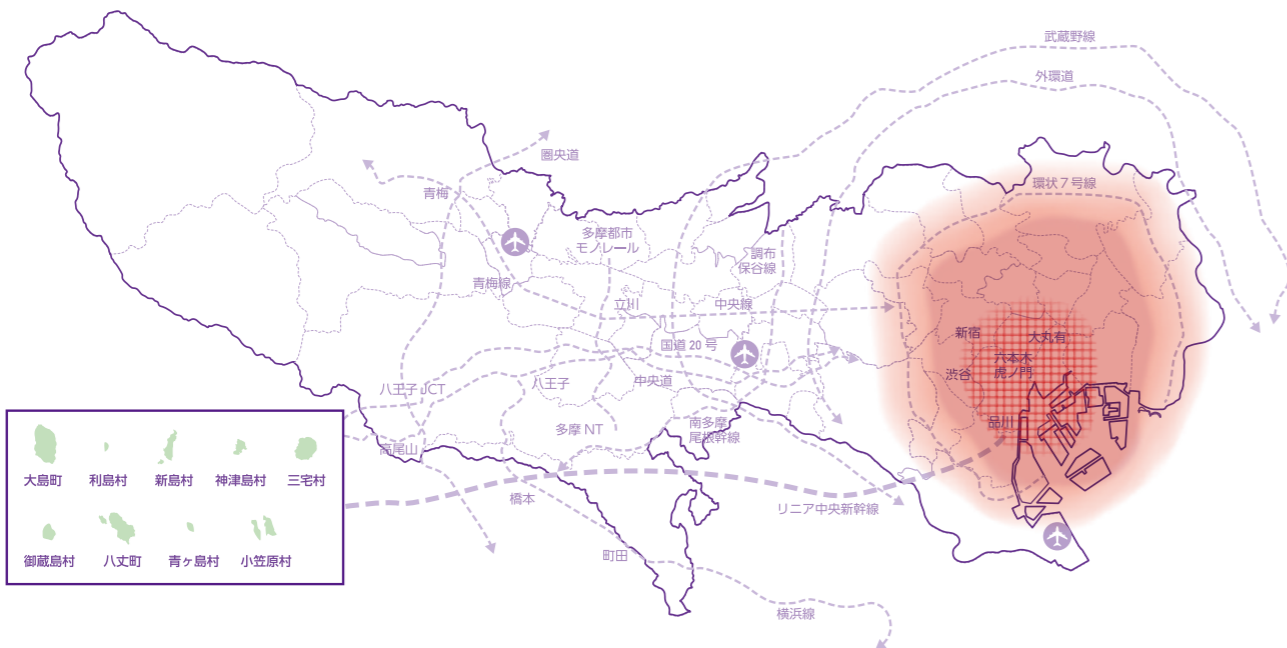 武蔵野線
外環道
圏央道
環状7号線
青梅
多摩都市
モノレール
調布
保谷線
青梅線
立川
中央線
新宿
大丸有
国道 20 号
六本木
虎ノ門
渋谷
八王子 JCT
八王子
中央道
品川
多摩 NT
南多摩
尾根幹線
高尾山
橋本
リニア中央新幹線
町田
横浜線
大島町
利島村
新島村
神津島村
三宅村
御蔵島村
八丈町
青ヶ島村
小笠原村